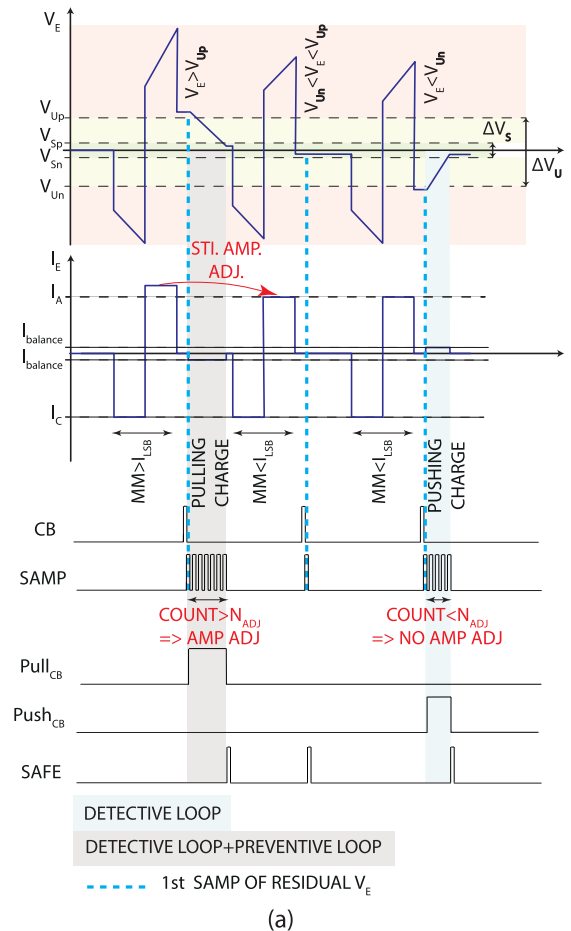 V_E
V_E>V_Up
V_Un<V_E<V_Up
V_E<V_Un
V_Up
V_Sp
V_Sn
V_Un
ΔV_S
ΔV_U
I_E
STI. AMP.
ADJ.
I_A
I_balance
I_balance
I_C
MM>I_LSB
PULLING
CHARGE
MM<I_LSB
MM<I_LSB
PUSHING
CHARGE
CB
SAMP
COUNT>N_ADJ
=> AMP ADJ
COUNT<N_ADJ
=> NO AMP ADJ
Pull_CB
Push_CB
SAFE
DETECTIVE LOOP
DETECTIVE LOOP+PREVENTIVE LOOP
1st SAMP OF RESIDUAL V_E
(a)